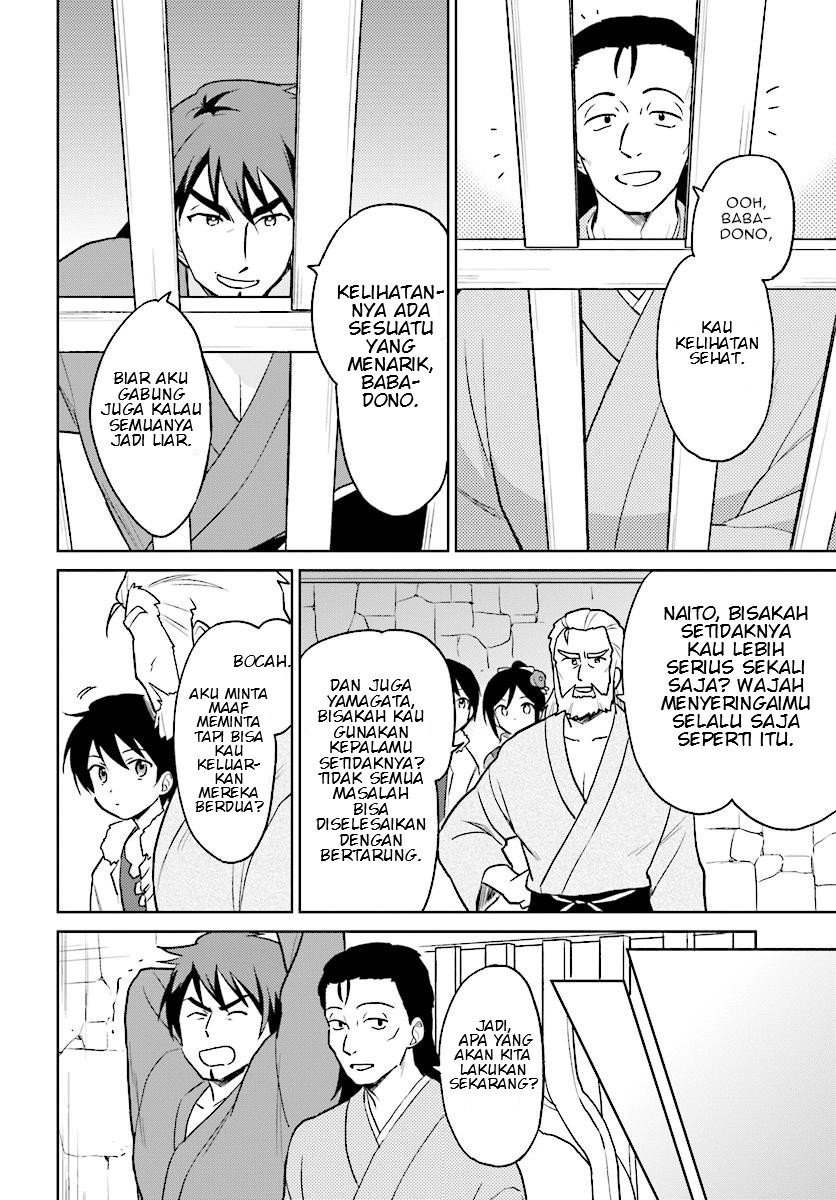 OOH,
BABA-
DONO,
KAU
KELIHATAN
SEHAT.
KELIHATAN-
NYA ADA
SESUATU
YANG
MENARIK,
BABA-
DONO.
BIAR AKU
GABUNG
JUGA KALAU
SEMUANYA
JADI LIAR.
NAITO, BISAKAH
SETIDAKNYA
KAU LEBIH
SERIUS SEKALI
SAJA? WAJAH
MENYERINGAIMU
SELALU SAJA
SEPERTI ITU.
DAN JUGA
YAMAGATA,
BISAKAH KAU
GUNAKAN
KEPALAMU
SETIDAKNYA?
TIDAK SEMUA
MASALAH
BISA
DISELESAIKAN
DENGAN
BERTARUNG.
BOCAH.
AKU MINTA
MAAF
MEMINTA
TAPI BISA
KAU
KELUAR-
KAN
MEREKA
BERDUA?
JADI,
APA YANG
AKAN KITA
LAKUKAN
SEKARANG?